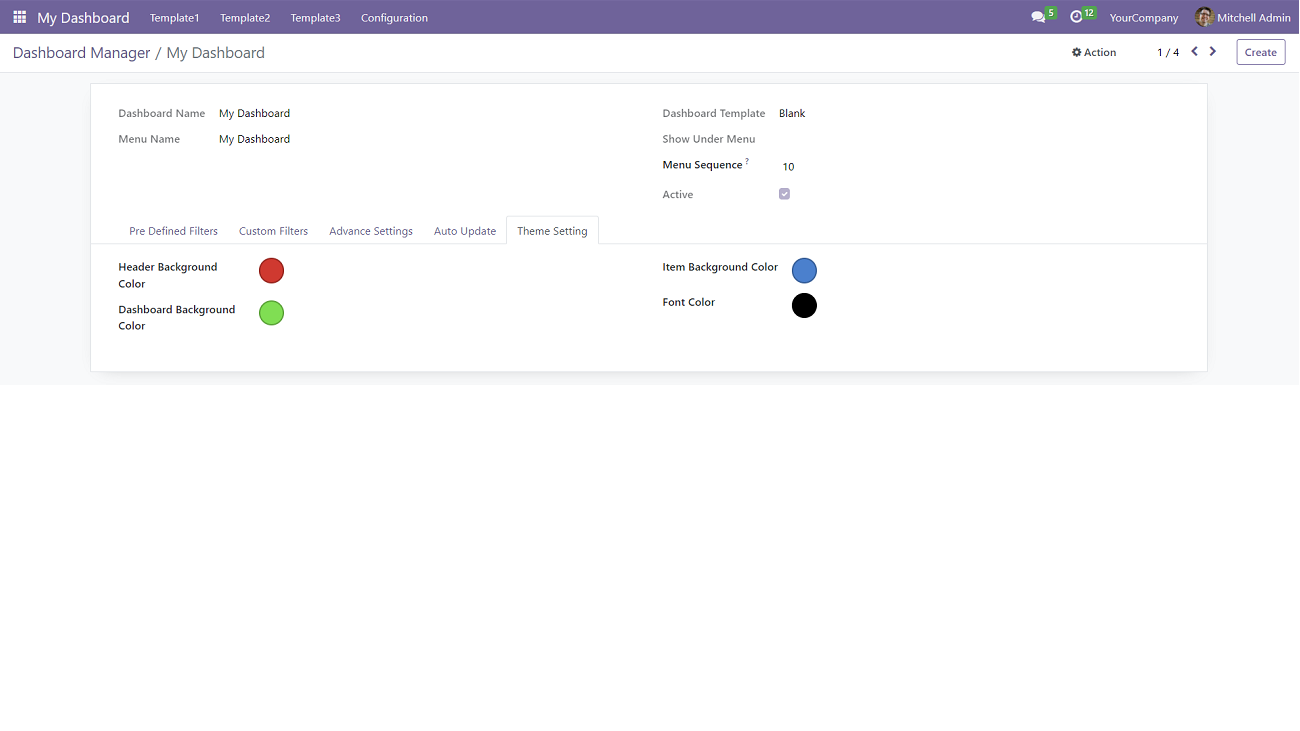 My Dashboard Template1 Template2 Template3 Configuration 5 12 YourCompany Mitchell Admin
Dashboard Manager / My Dashboard Action 1 / 4 Create
Dashboard Name My Dashboard Dashboard Template Blank
Menu Name My Dashboard Show Under Menu
Menu Sequence ? 10
Active
Pre Defined Filters Custom Filters Advance Settings Auto Update Theme Setting
Header Background Item Background Color
Color
Font Color
Dashboard Background
Color